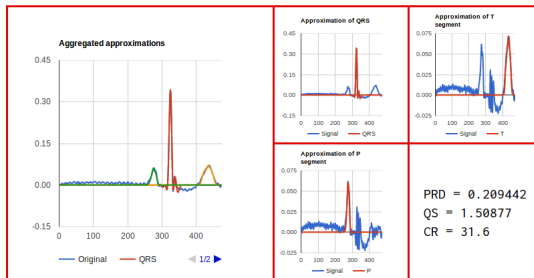 Aggregated approximations
0.45
0.30
0.15
0.00
-0.15
0 100 200 300 400
Original QRS 1/2
Approximation of QRS
0.45
0.30
0.15
0.00
-0.15
0 100 200 300 400
Signal QRS
Approximation of T
segment
0.075
0.050
0.025
0.000
-0.025
0 100 200 300 400
Signal T
Approximation of P
segment
0.075
0.050
0.025
0.000
-0.025
0 100 200 300 400
Signal P
PRD = 0.209442
QS = 1.50877
CR = 31.6